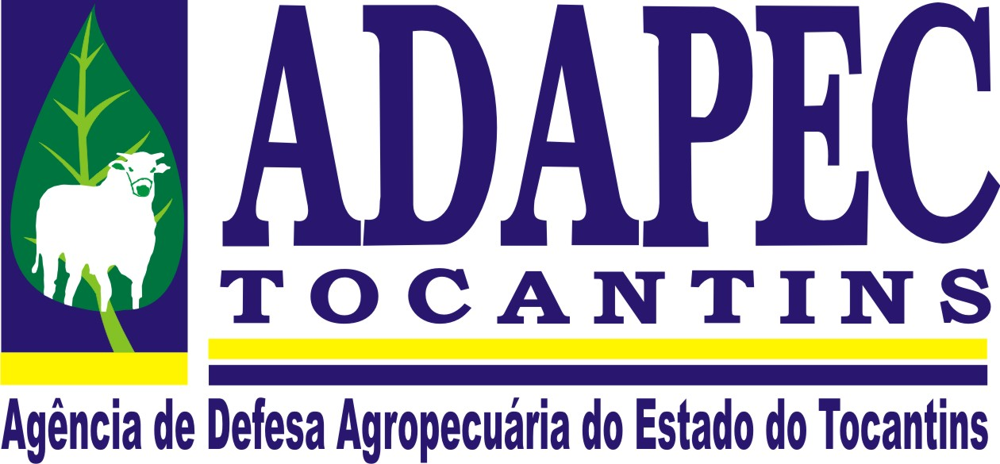 ADAPEC
TOCANTINS
Agência de Defesa Agropecuária do Estado do Tocantins